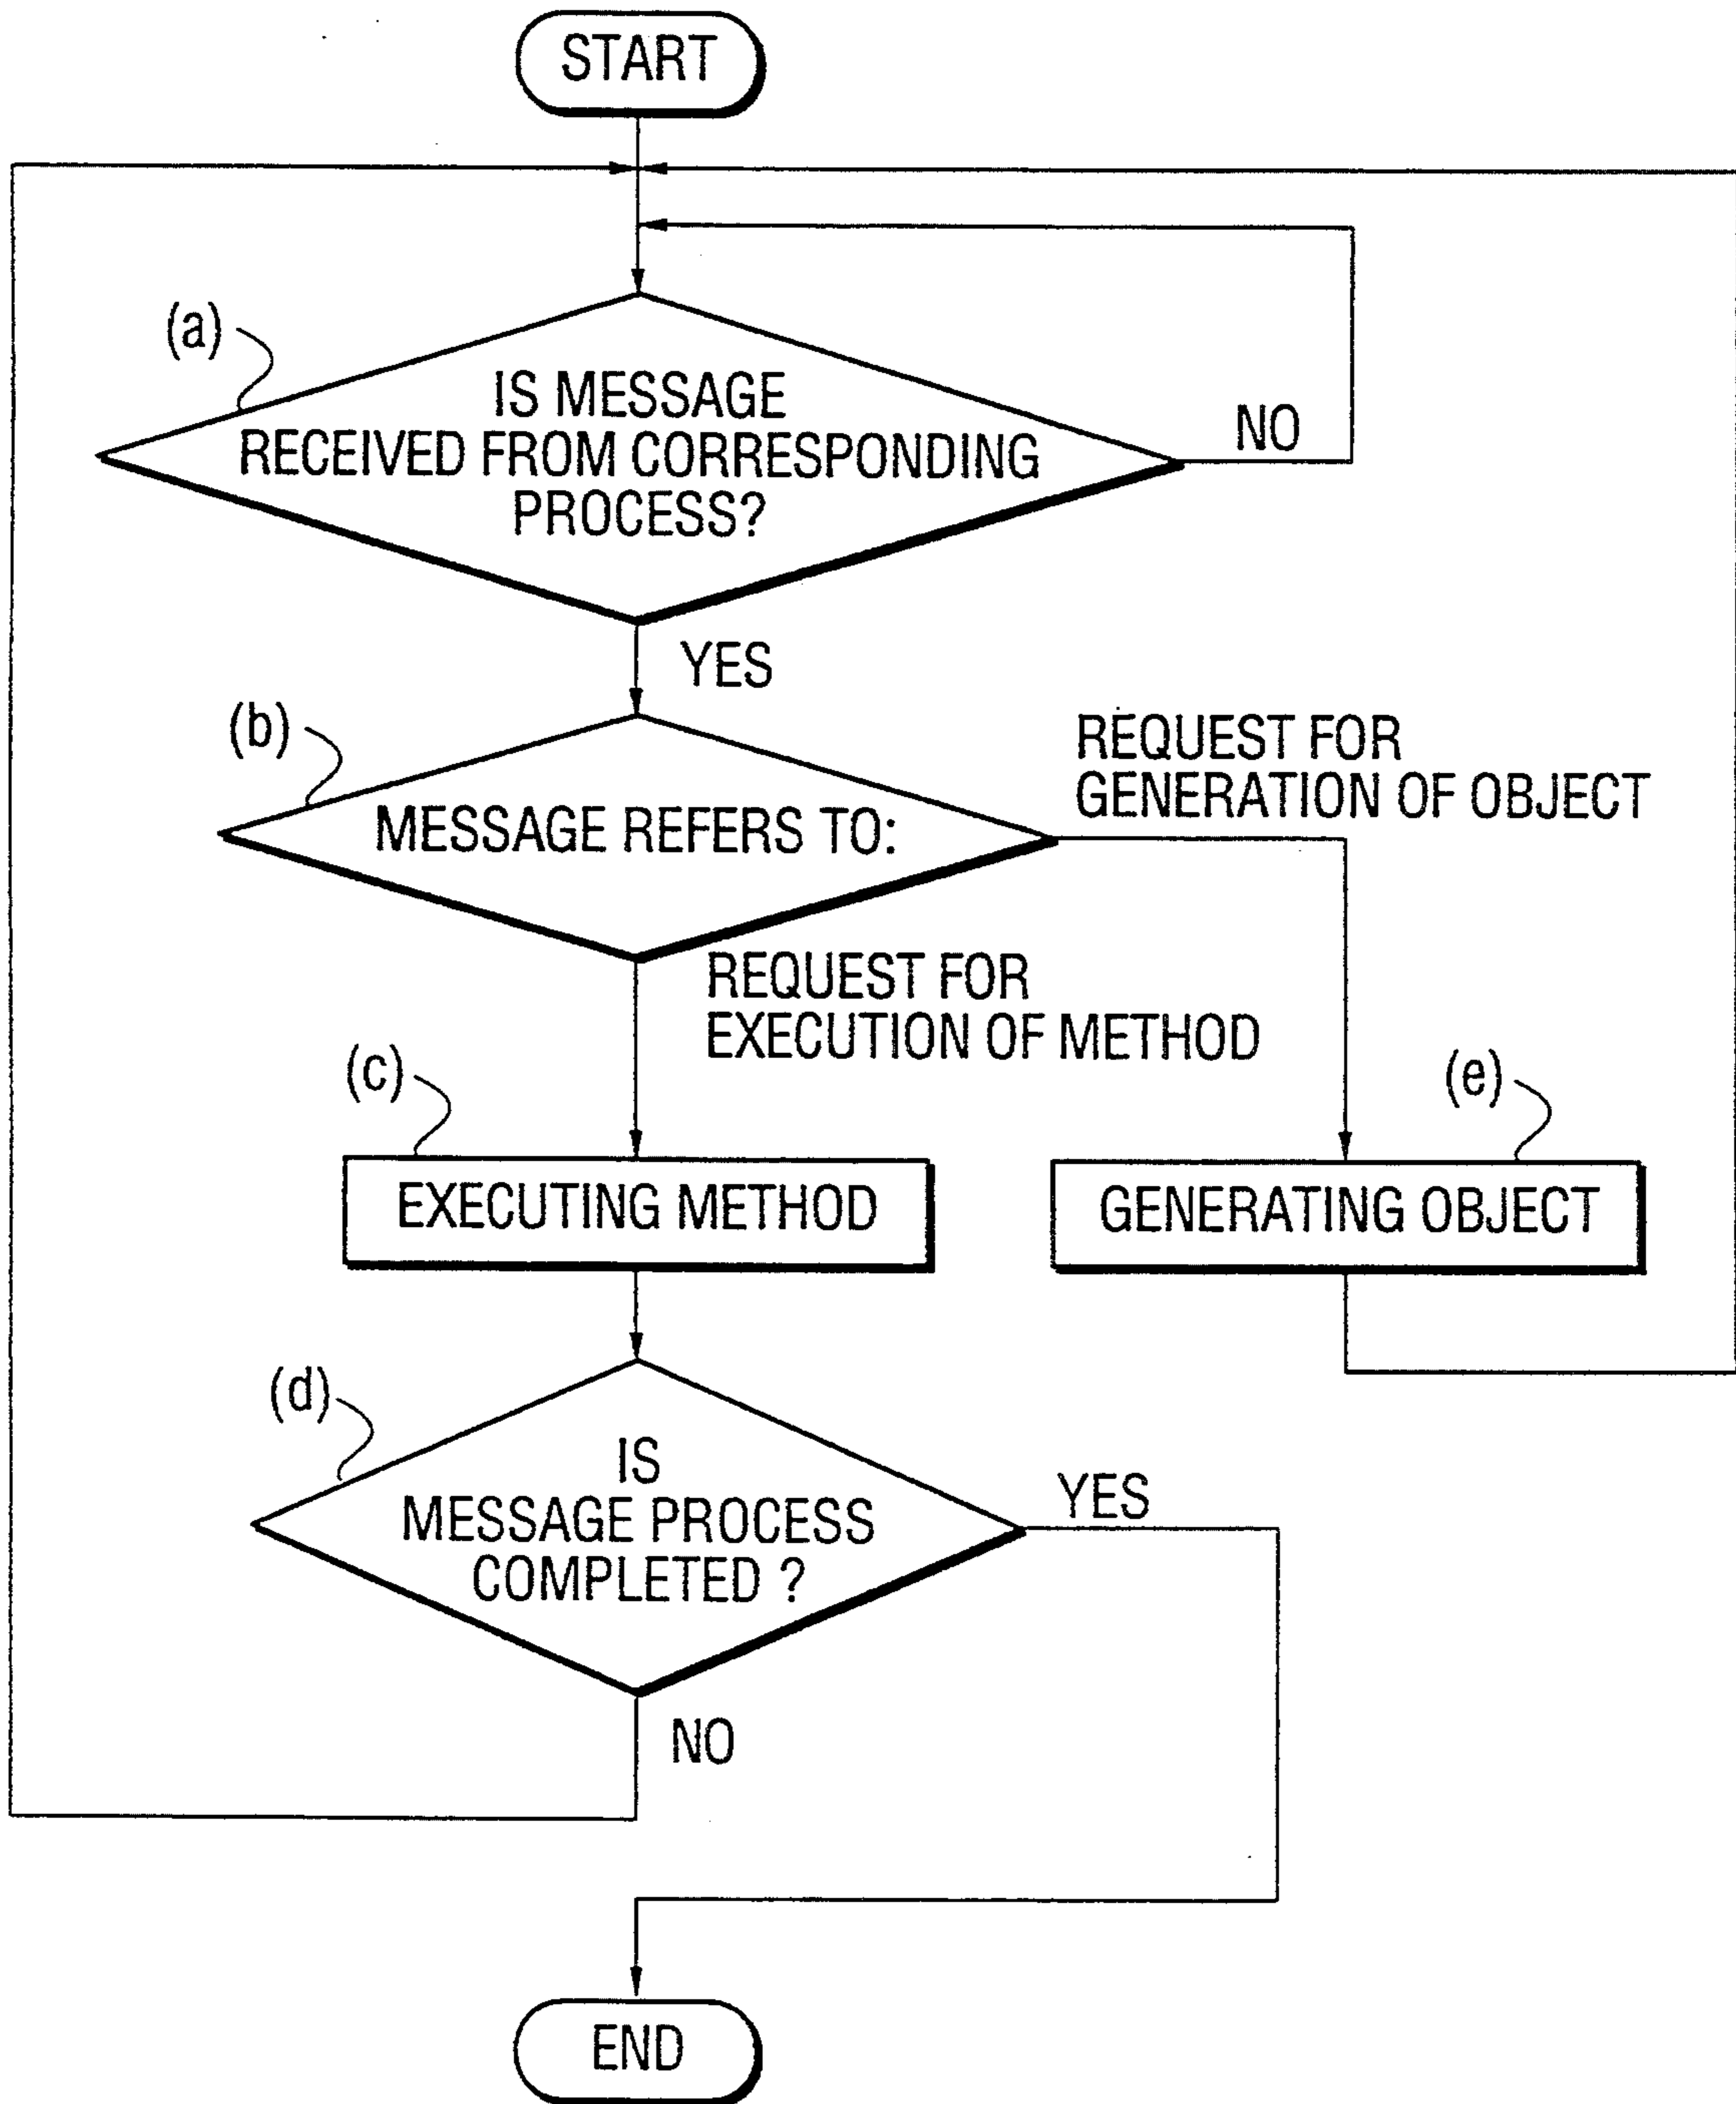 START
(a)
IS MESSAGE
RECEIVED FROM CORRESPONDING
PROCESS?
NO
YES
(b)
MESSAGE REFERS TO:
REQUEST FOR
GENERATION OF OBJECT
REQUEST FOR
EXECUTION OF METHOD
(c)
EXECUTING METHOD
(e)
GENERATING OBJECT
(d)
IS
MESSAGE PROCESS
COMPLETED ?
YES
NO
END